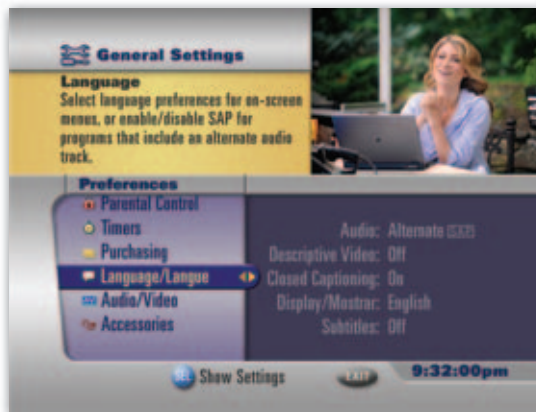 General Settings
Language
Select language preferences for on-screen
menus, or enable/disable SAP for
programs that include an alternate audio
track.
Preferences
Parental Control
Timers
Purchasing
Language/Langue
Audio/Video
Accessories
Audio: Alternate (SAP)
Descriptive Video: Off
Closed Captioning: On
Display/Mostrar: English
Subtitles: Off
SEL Show Settings
EXIT
9:32:00pm